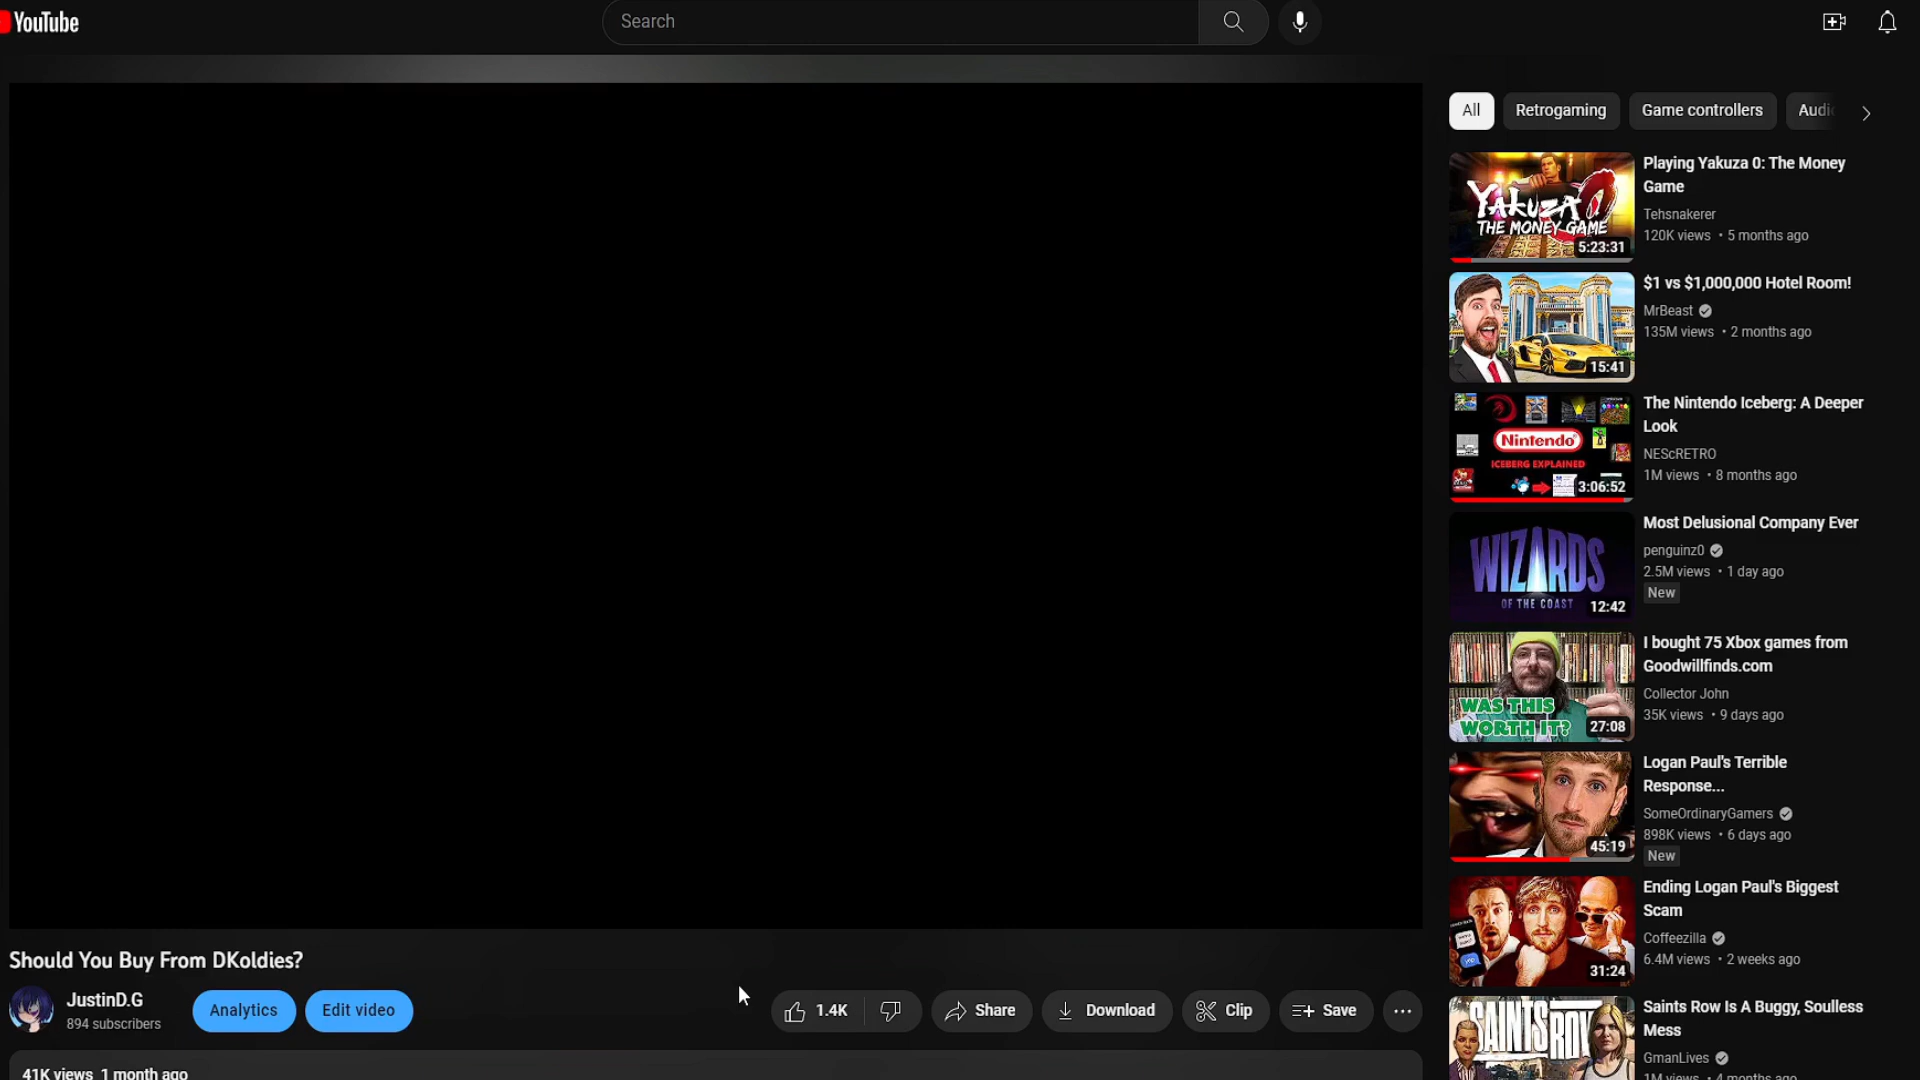 YouTube
Search
All
Retrogaming
Game controllers
Audio
YAKUZA 0
THE MONEY GAME
5:23:31
Playing Yakuza 0: The Money
Game
Tehsnakerer
120K views • 5 months ago
15:41
$1 vs $1,000,000 Hotel Room!
MrBeast
135M views • 2 months ago
Nintendo
ICEBERG EXPLAINED
3:06:52
The Nintendo Iceberg: A Deeper
Look
NEScRETRO
1M views • 8 months ago
WIZARDS
OF THE COAST
12:42
Most Delusional Company Ever
penguinz0
2.5M views • 1 day ago
New
WAS THIS
WORTH IT?
27:08
I bought 75 Xbox games from
Goodwillfinds.com
Collector John
35K views • 9 days ago
45:19
Logan Paul's Terrible
Response...
SomeOrdinaryGamers
898K views • 6 days ago
New
31:24
Ending Logan Paul's Biggest
Scam
Coffeezilla
6.4M views • 2 weeks ago
SAINTS ROW
Saints Row Is A Buggy, Soulless
Mess
GmanLives
1M views • 4 months ago
Should You Buy From DKoldies?
JustinD.G
894 subscribers
Analytics
Edit video
1.4K
Share
Download
Clip
Save
41K views 1 month ago